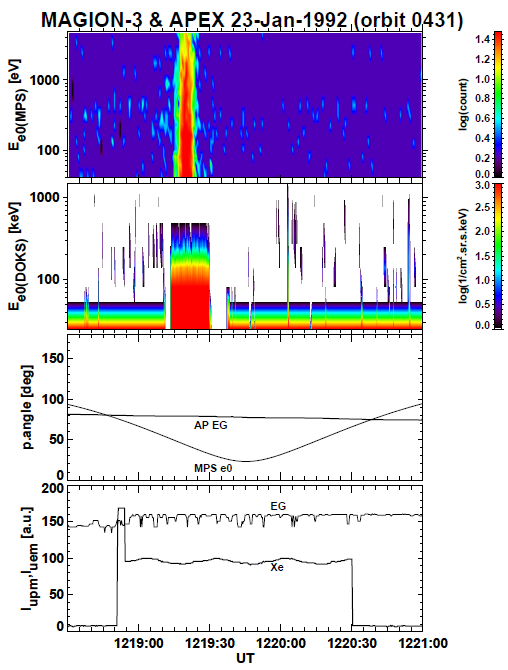 MAGION-3 & APEX 23-Jan-1992 (orbit 0431)
Ee0(MPS) [eV]
1000
100
log(count)
1.4
1.2
1.0
0.8
0.6
0.4
0.2
0.0
Ee0(DOKS) [keV]
1000
100
log(1/cm2 sr.s.keV)
3.0
2.5
2.0
1.5
1.0
0.5
0.0
p.angle [deg]
150
100
50
0
AP EG
MPS e0
Iupm,Iuem [a.u.]
200
150
100
50
0
EG
Xe
1219:00 1219:30 1220:00 1220:30 1221:00
UT